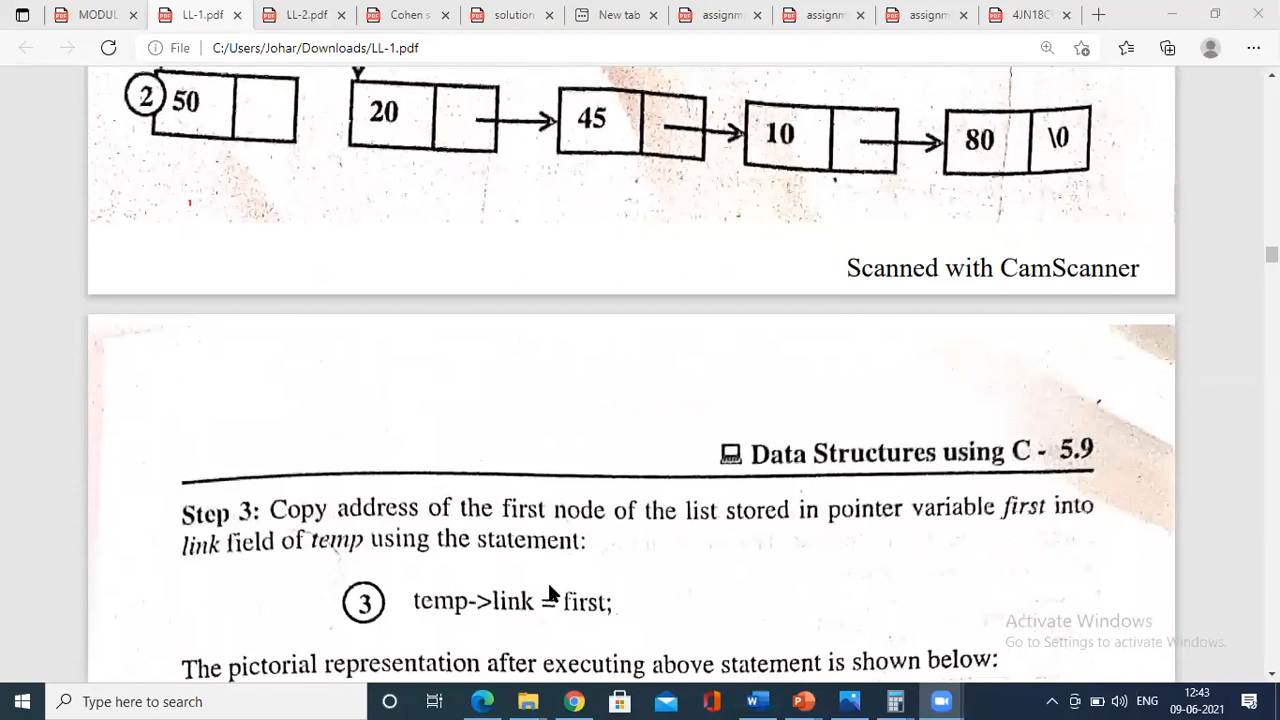 MODUL
LL-1.pdf
LL-2.pdf
Cohen s
solution
New tab
assignm
assignm
assignm
4JN18C
File
C:/Users/Johar/Downloads/LL-1.pdf
2 50
20
45
10
80 \0
Scanned with CamScanner
Data Structures using C - 5.9
Step 3: Copy address of the first node of the list stored in pointer variable first into
link field of temp using the statement:
3 temp->link = first;
The pictorial representation after executing above statement is shown below:
Activate Windows
Go to Settings to activate Windows.
Type here to search
ENG
12:43
09-06-2021